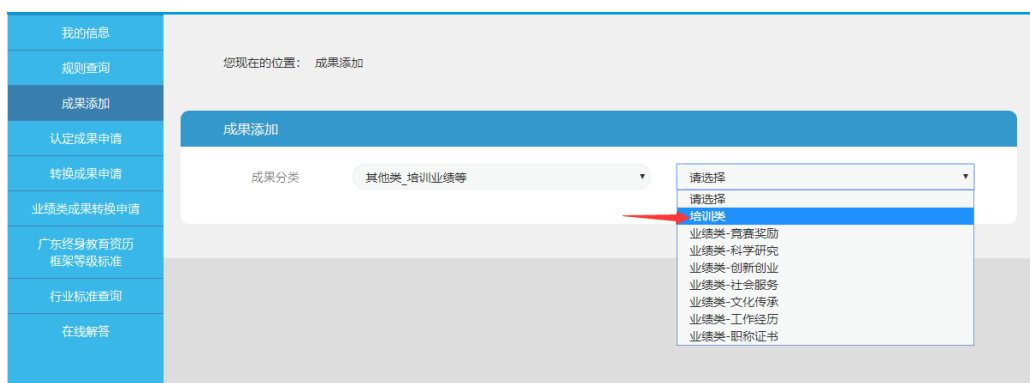 我的信息
规则查询
成果添加
认定成果申请
转换成果申请
业绩类成果转换申请
广东终身教育资历
框架等级标准
行业标准查询
在线解答
您现在的位置： 成果添加
成果添加
成果分类
其他类_培训业绩等
请选择
请选择
培训类
业绩类-竞赛奖励
业绩类-科学研究
业绩类-创新创业
业绩类-社会服务
业绩类-文化传承
业绩类-工作经历
业绩类-职称证书